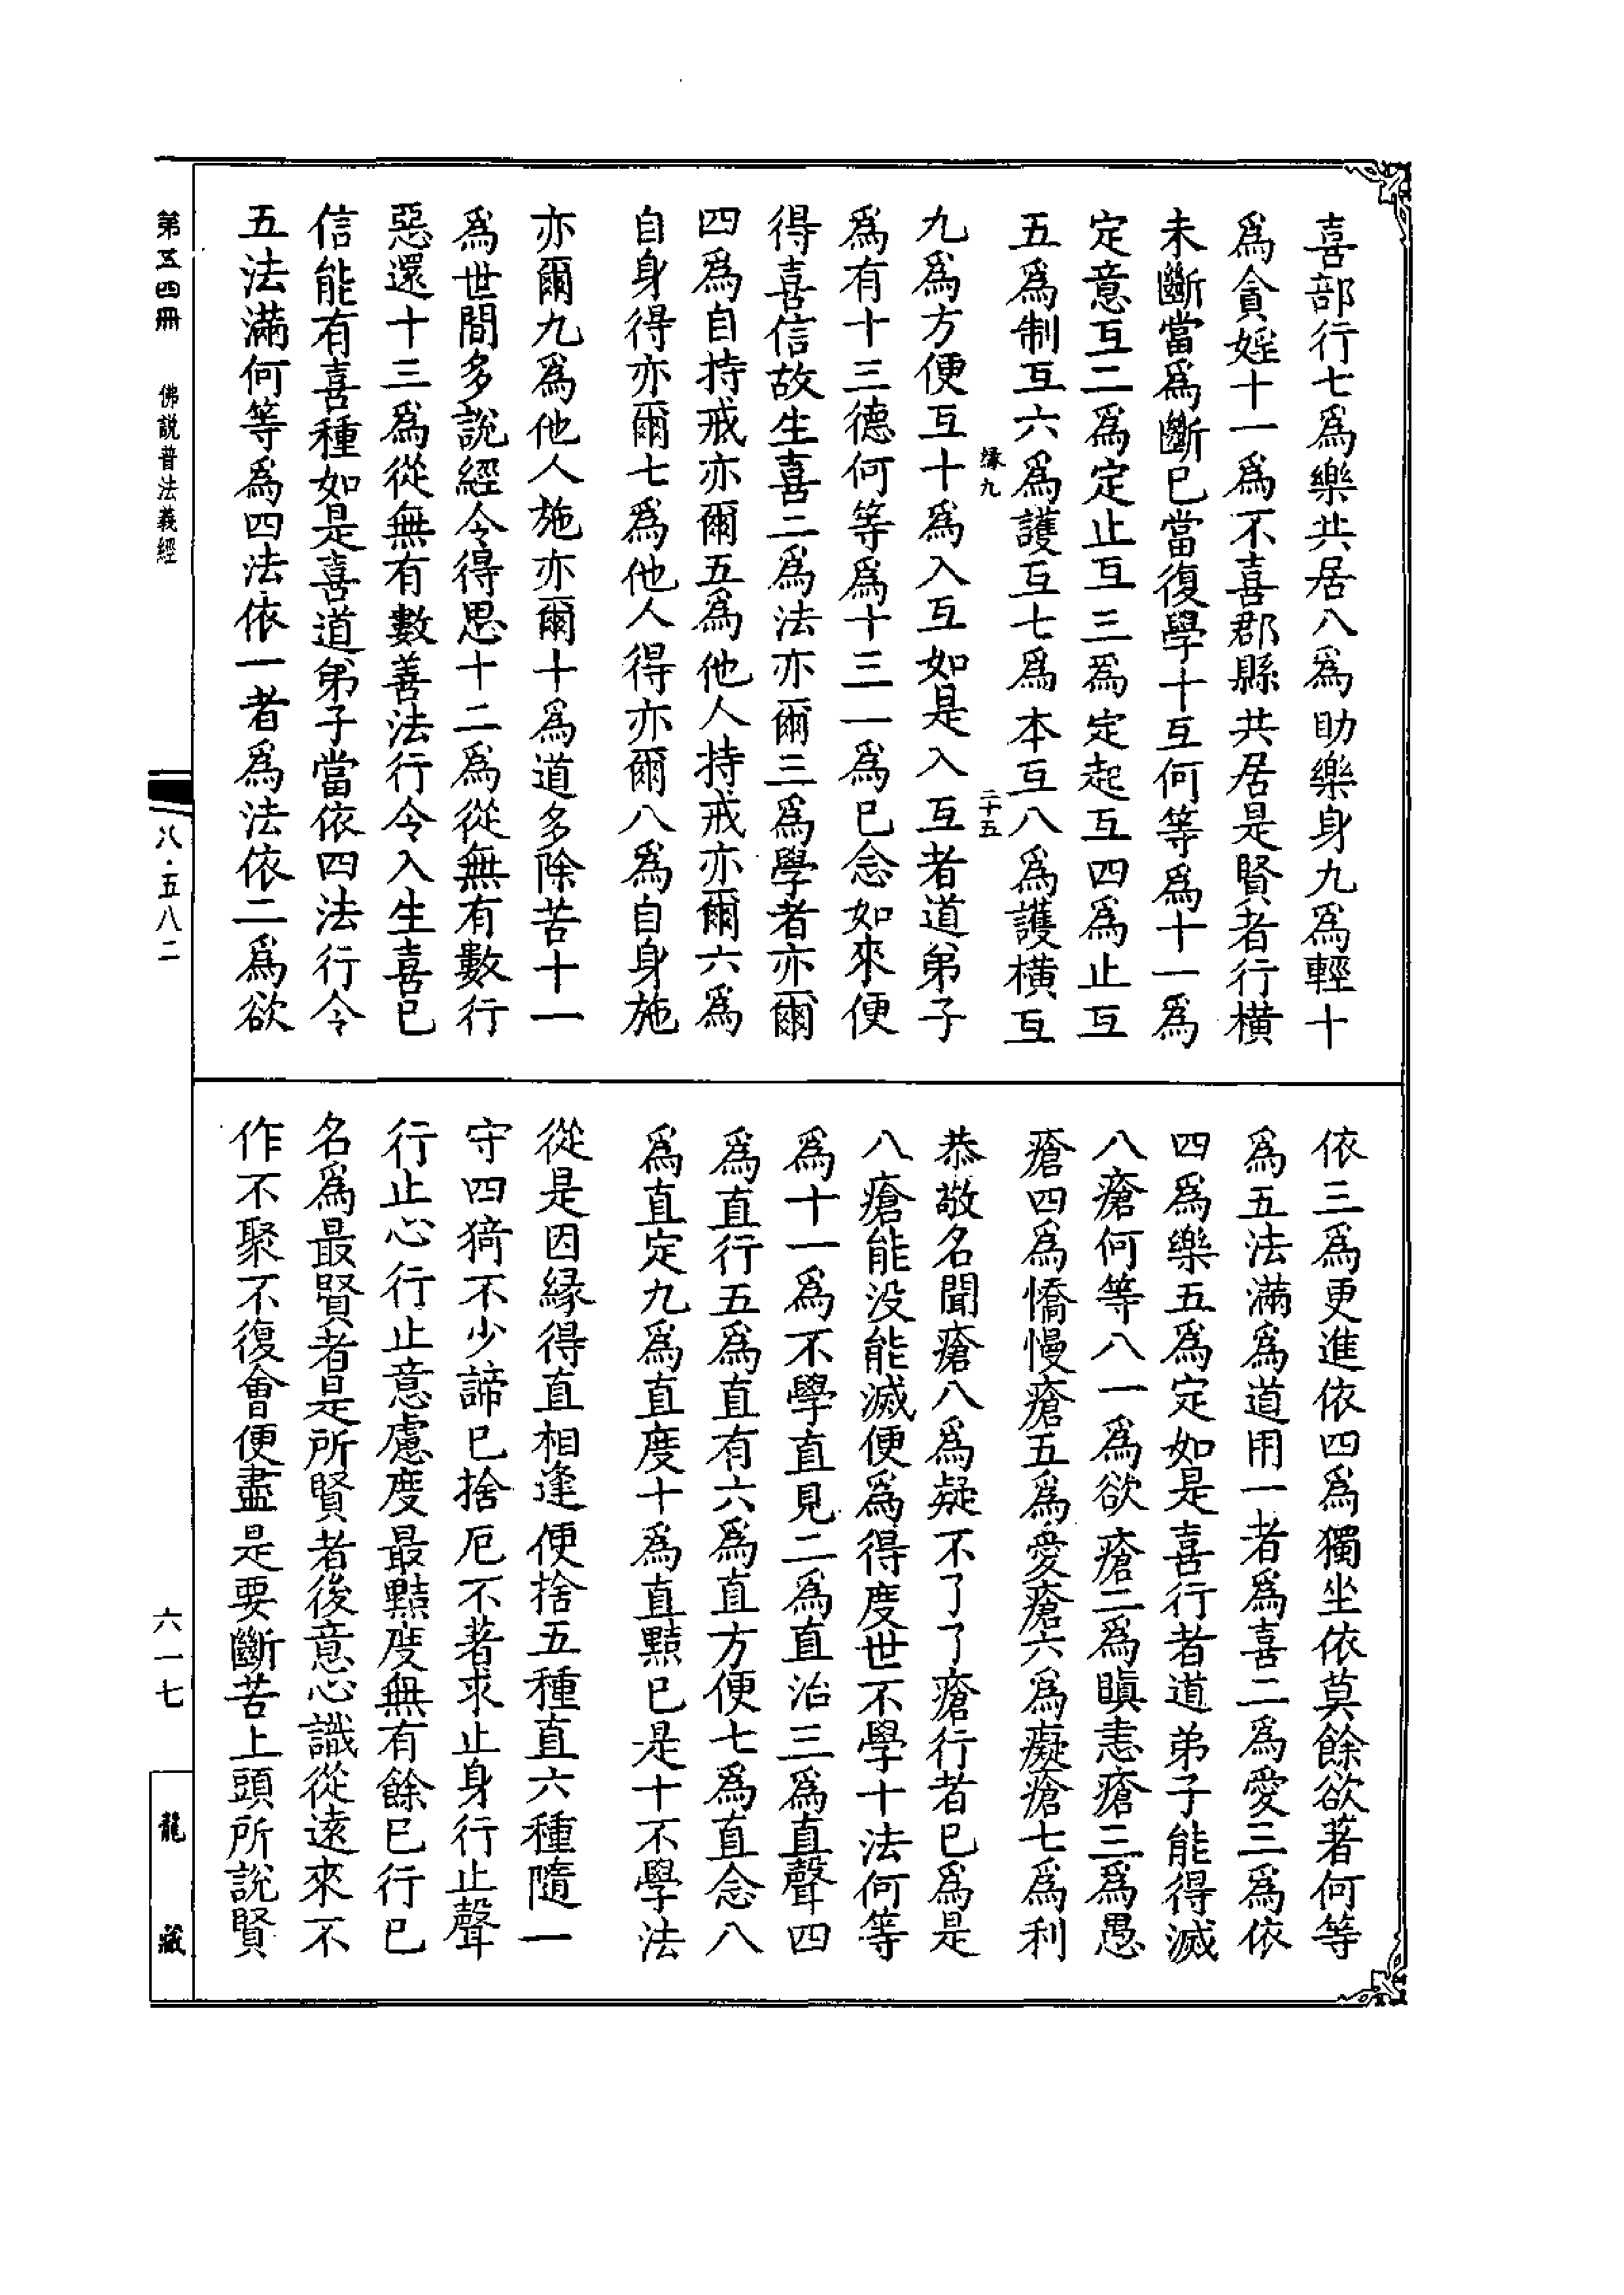 喜部行七爲樂共居八爲助樂身九爲輕十
爲貪婬十一爲不喜郡縣共居是賢者行橫
未斷當爲斷已當復學十互何等爲十一爲
定意互二爲定止互三爲定起互四爲止互
五爲制互六爲護互七爲本互八爲護橫互
縁九
二十五
九爲方便互十爲入互如是入互者道弟子
爲有十三德何等爲十三一爲已念如來便
得喜信故生喜二爲法亦爾三爲學者亦爾
四爲自持戒亦爾五爲他人持戒亦爾六爲
自身得亦爾七爲他人得亦爾八爲自身施
亦爾九爲他人施亦爾十爲道多除苦十一
爲世間多說經令得思十二爲從無有數行
惡還十三爲從無有數善法行令入生喜已
信能有喜種如是喜道弟子當依四法行令
五法滿何等爲四法依一者爲法依二爲欲
依三爲更進依四爲獨坐依莫餘欲著何等
爲五法滿爲道用一者爲喜二爲愛三爲依
四爲樂五爲定如是喜行者道弟子能得滅
八瘡何等八一爲欲瘡二爲瞋恚瘡三爲愚
瘡四爲憍慢瘡五爲愛瘡六爲癡瘡七爲利
恭敬名聞瘡八爲疑不了了瘡行者已爲是
八瘡能没能滅便爲得度世不學十法何等
爲十一爲不學直見二爲直治三爲直聲四
爲直行五爲直有六爲直方便七爲直念八
爲直定九爲直度十爲直黠已是十不學法
從是因縁得直相逢便捨五種直六種隨一
守四猗不少諦已捨厄不著求止身行止聲
行止心行止意慮度最黠度無有餘已行已
名爲最賢者是所賢者後意心識從遠來不
作不聚不復會便盡是要斷苦上頭所說賢
第五四冊 佛説普法義經
八·五八二
六一七
龍藏